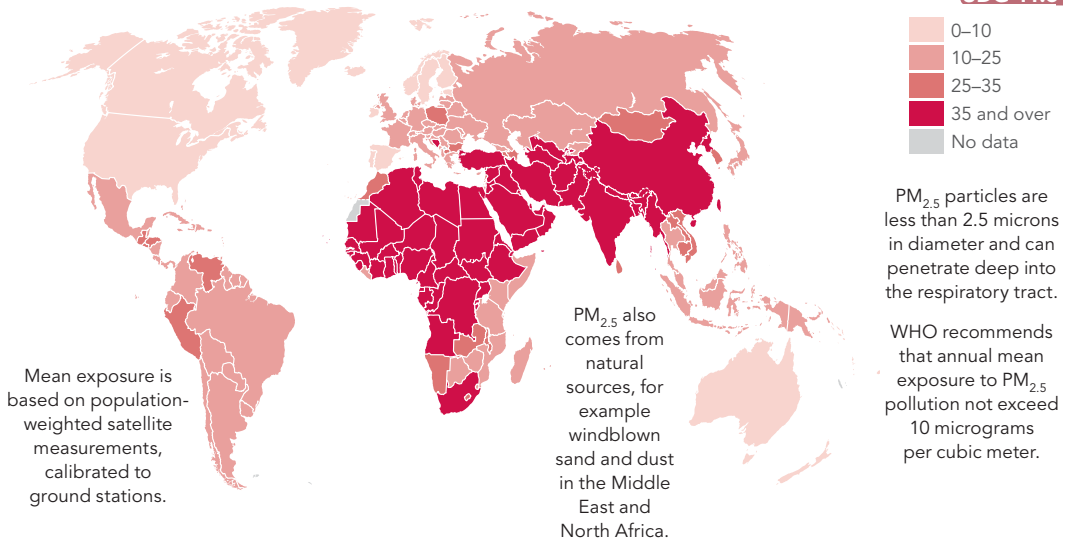 0–10
10–25
25–35
35 and over
No data
PM2.5 particles are
less than 2.5 microns
in diameter and can
penetrate deep into
the respiratory tract.
WHO recommends
that annual mean
exposure to PM2.5
pollution not exceed
10 micrograms
per cubic meter.
PM2.5 also
comes from
natural
sources, for
example
windblown
sand and dust
in the Middle
East and
North Africa.
Mean exposure is
based on population-
weighted satellite
measurements,
calibrated to
ground stations.